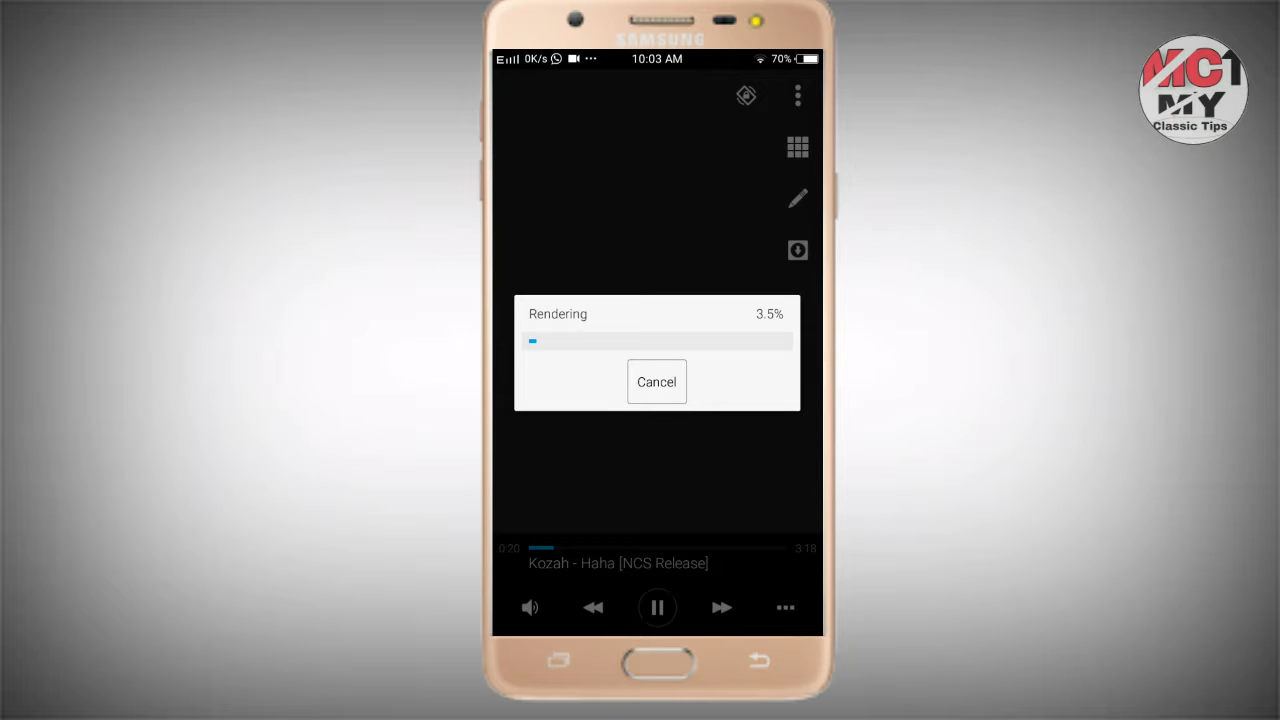 SAMSUNG
0K/s 10:03 AM 70%
MC1
MY
Classic Tips
Rendering 3.5%
Cancel
0:20 3:18
Kozah - Haha [NCS Release]